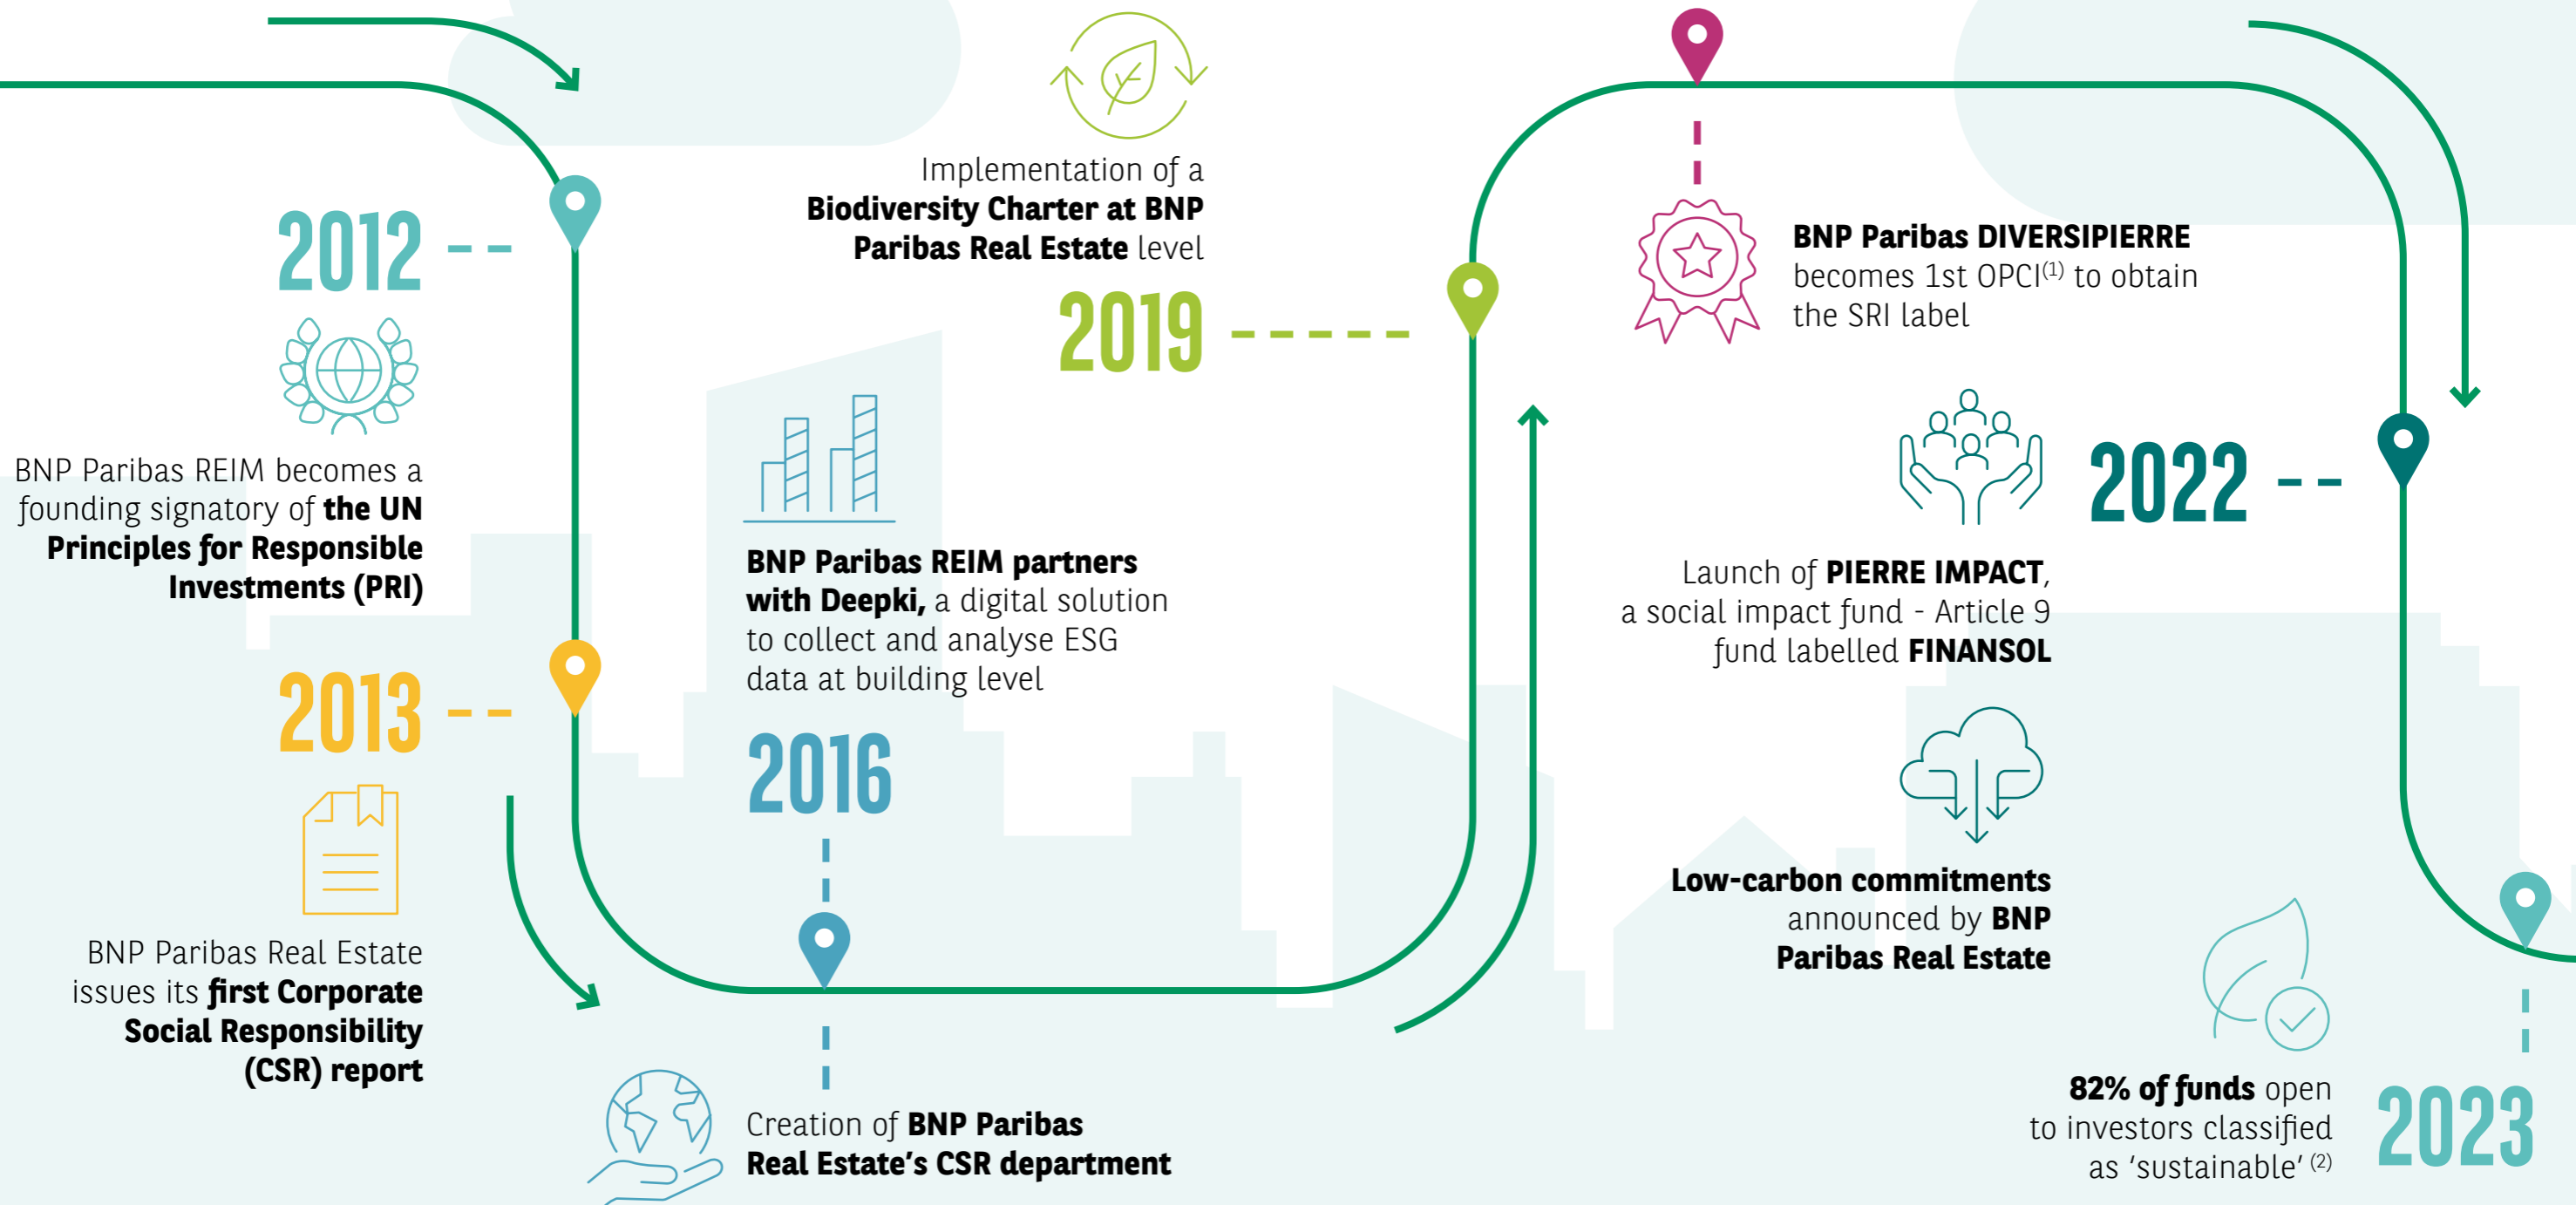 2012
BNP Paribas REIM becomes a
founding signatory of the UN
Principles for Responsible
Investments (PRI)
2013
BNP Paribas Real Estate
issues its first Corporate
Social Responsibility
(CSR) report
BNP Paribas REIM partners
with Deepki, a digital solution
to collect and analyse ESG
data at building level
2016
Creation of BNP Paribas
Real Estate's CSR department
Implementation of a
Biodiversity Charter at BNP
Paribas Real Estate level
2019
BNP Paribas DIVERSIPIERRE
becomes 1st OPCI(1) to obtain
the SRI label
2022
Launch of PIERRE IMPACT,
a social impact fund - Article 9
fund labelled FINANSOL
Low-carbon commitments
announced by BNP
Paribas Real Estate
82% of funds open
to investors classified
as ‘sustainable’ (2)
2023